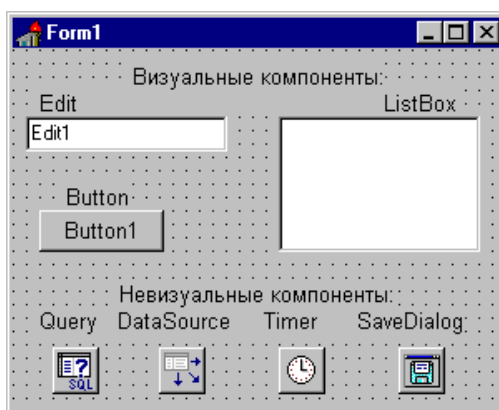 Form1
Визуальные компоненты:
Edit ListBox
Edit1
Button
Button1
Невизуальные компоненты:
Query DataSource Timer SaveDialog
SQL